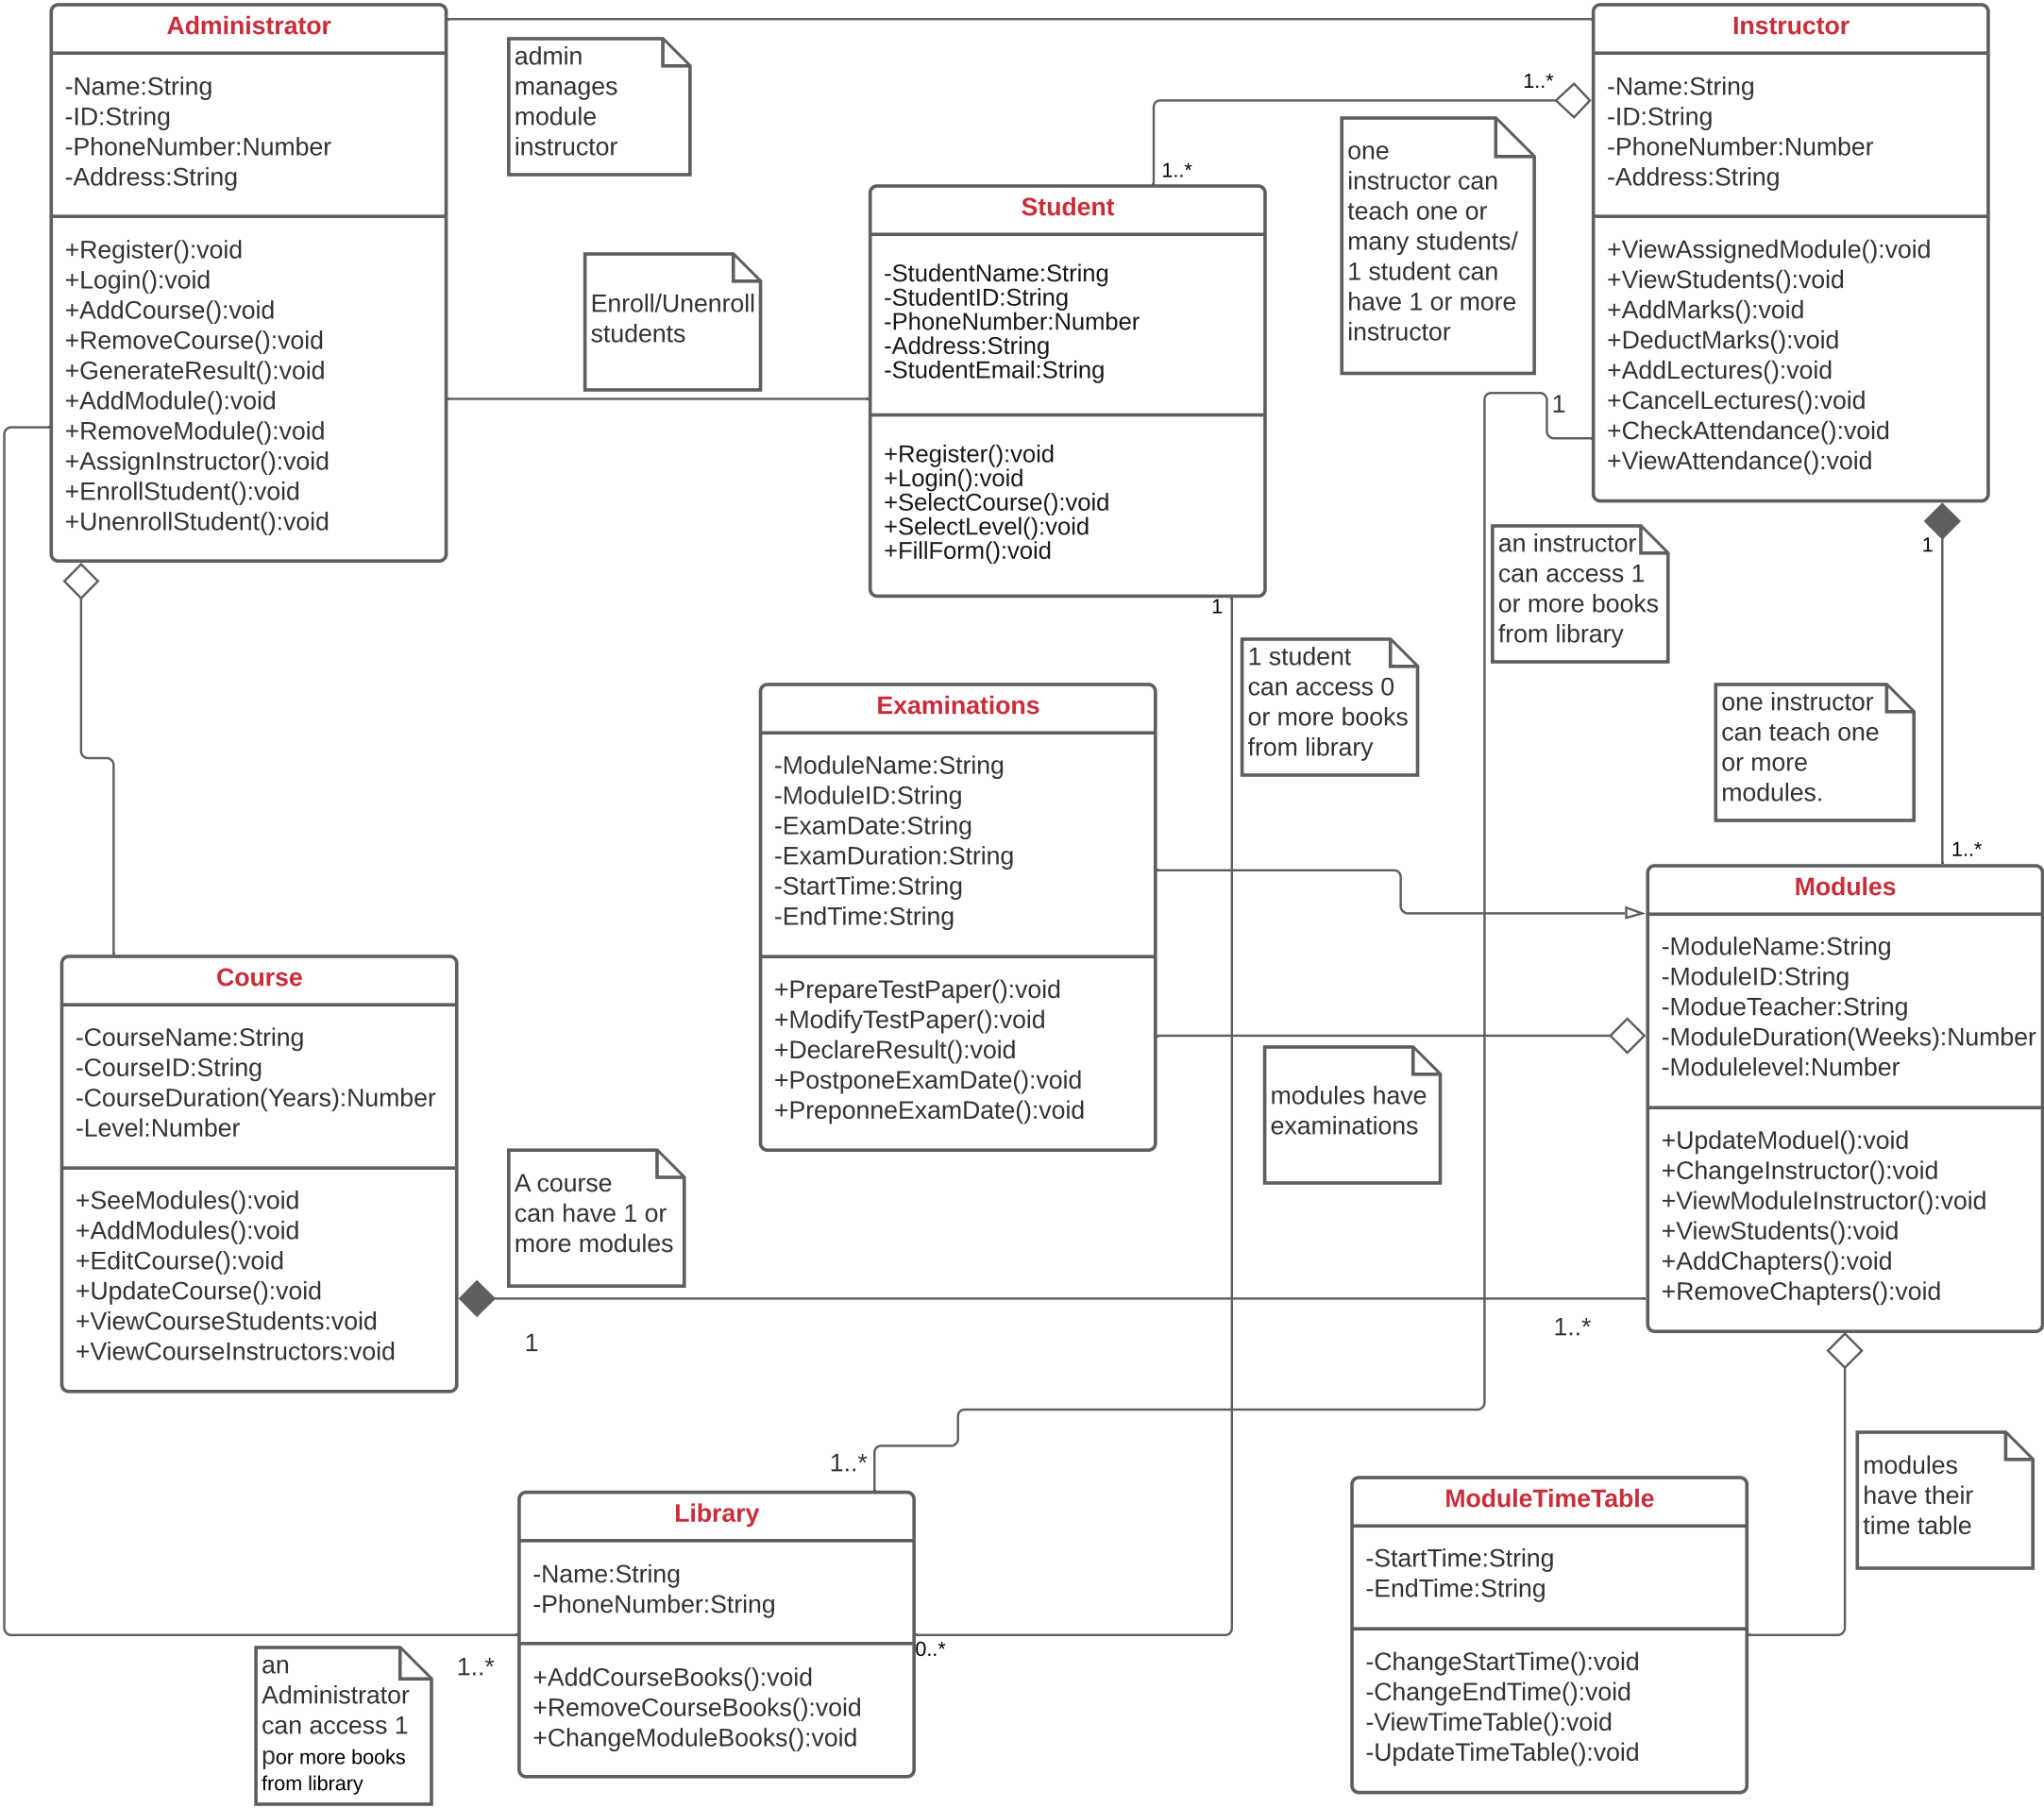 Administrator
-Name:String
-ID:String
-PhoneNumber:Number
-Address:String
+Register():void
+Login():void
+AddCourse():void
+RemoveCourse():void
+GenerateResult():void
+AddModule():void
+RemoveModule():void
+AssignInstructor():void
+EnrollStudent():void
+UnenrollStudent():void
admin
manages
module
instructor
Enroll/Unenroll
students
1..*
1..*
Student
-StudentName:String
-StudentID:String
-PhoneNumber:Number
-Address:String
-StudentEmail:String
+Register():void
+Login():void
+SelectCourse():void
+SelectLevel():void
+FillForm():void
1
one
instructor can
teach one or
many students/
1 student can
have 1 or more
instructor
Instructor
-Name:String
-ID:String
-PhoneNumber:Number
-Address:String
+ViewAssignedModule():void
+ViewStudents():void
+AddMarks():void
+DeductMarks():void
+AddLectures():void
+CancelLectures():void
+CheckAttendance():void
+ViewAttendance():void
1
1
an instructor
can access 1
or more books
from library
1 student
can access 0
or more books
from library
one instructor
can teach one
or more
modules.
1..*
Examinations
-ModuleName:String
-ModuleID:String
-ExamDate:String
-ExamDuration:String
-StartTime:String
-EndTime:String
+PrepareTestPaper():void
+ModifyTestPaper():void
+DeclareResult():void
+PostponeExamDate():void
+PreponneExamDate():void
modules have
examinations
Modules
-ModuleName:String
-ModuleID:String
-ModueTeacher:String
-ModuleDuration(Weeks):Number
-Modulelevel:Number
+UpdateModuel():void
+ChangeInstructor():void
+ViewModuleInstructor():void
+ViewStudents():void
+AddChapters():void
+RemoveChapters():void
Course
-CourseName:String
-CourseID:String
-CourseDuration(Years):Number
-Level:Number
+SeeModules():void
+AddModules():void
+EditCourse():void
+UpdateCourse():void
+ViewCourseStudents:void
+ViewCourseInstructors:void
A course
can have 1 or
more modules
1
1..*
1..*
Library
-Name:String
-PhoneNumber:String
+AddCourseBooks():void
+RemoveCourseBooks():void
+ChangeModuleBooks():void
0..*
1..*
an
Administrator
can access 1
por more books
from library
ModuleTimeTable
-StartTime:String
-EndTime:String
-ChangeStartTime():void
-ChangeEndTime():void
-ViewTimeTable():void
-UpdateTimeTable():void
modules
have their
time table